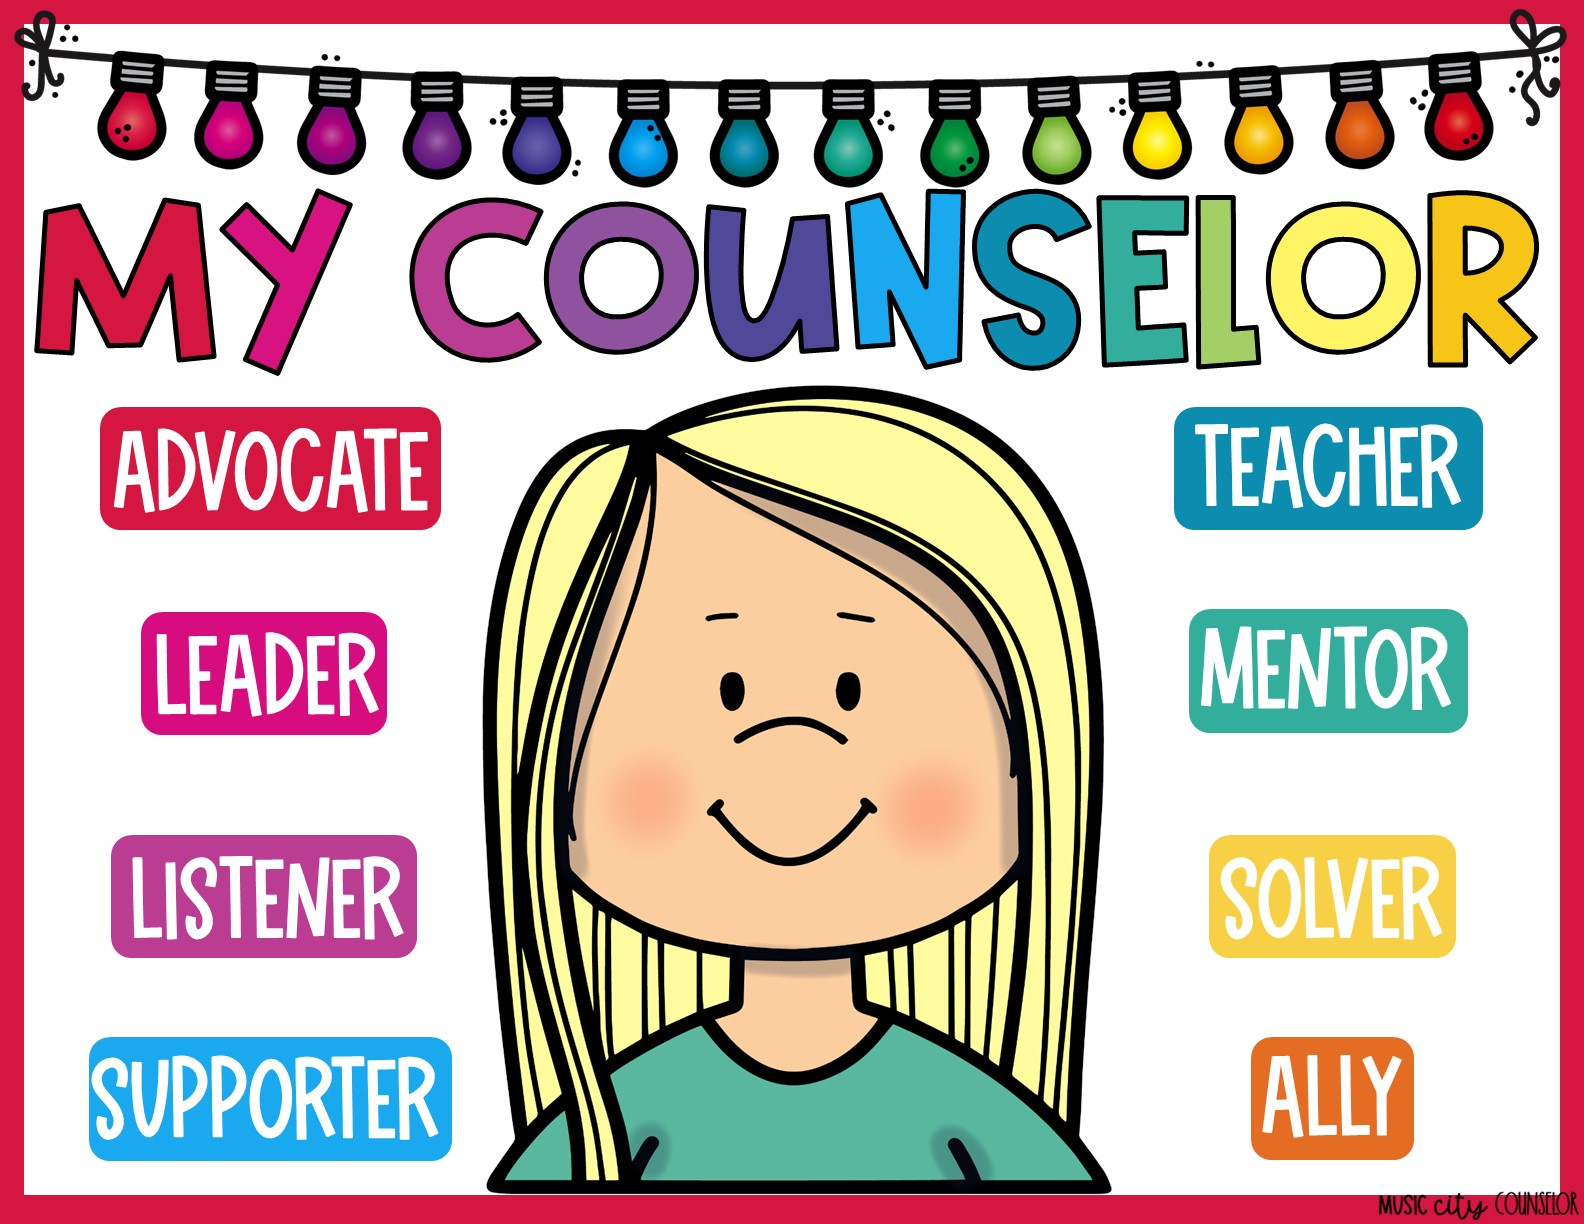 MY COUNSELOR
ADVOCATE
TEACHER
LEADER
MENTOR
LISTENER
SOLVER
SUPPORTER
ALLY
MUSIC city COUNSELOR